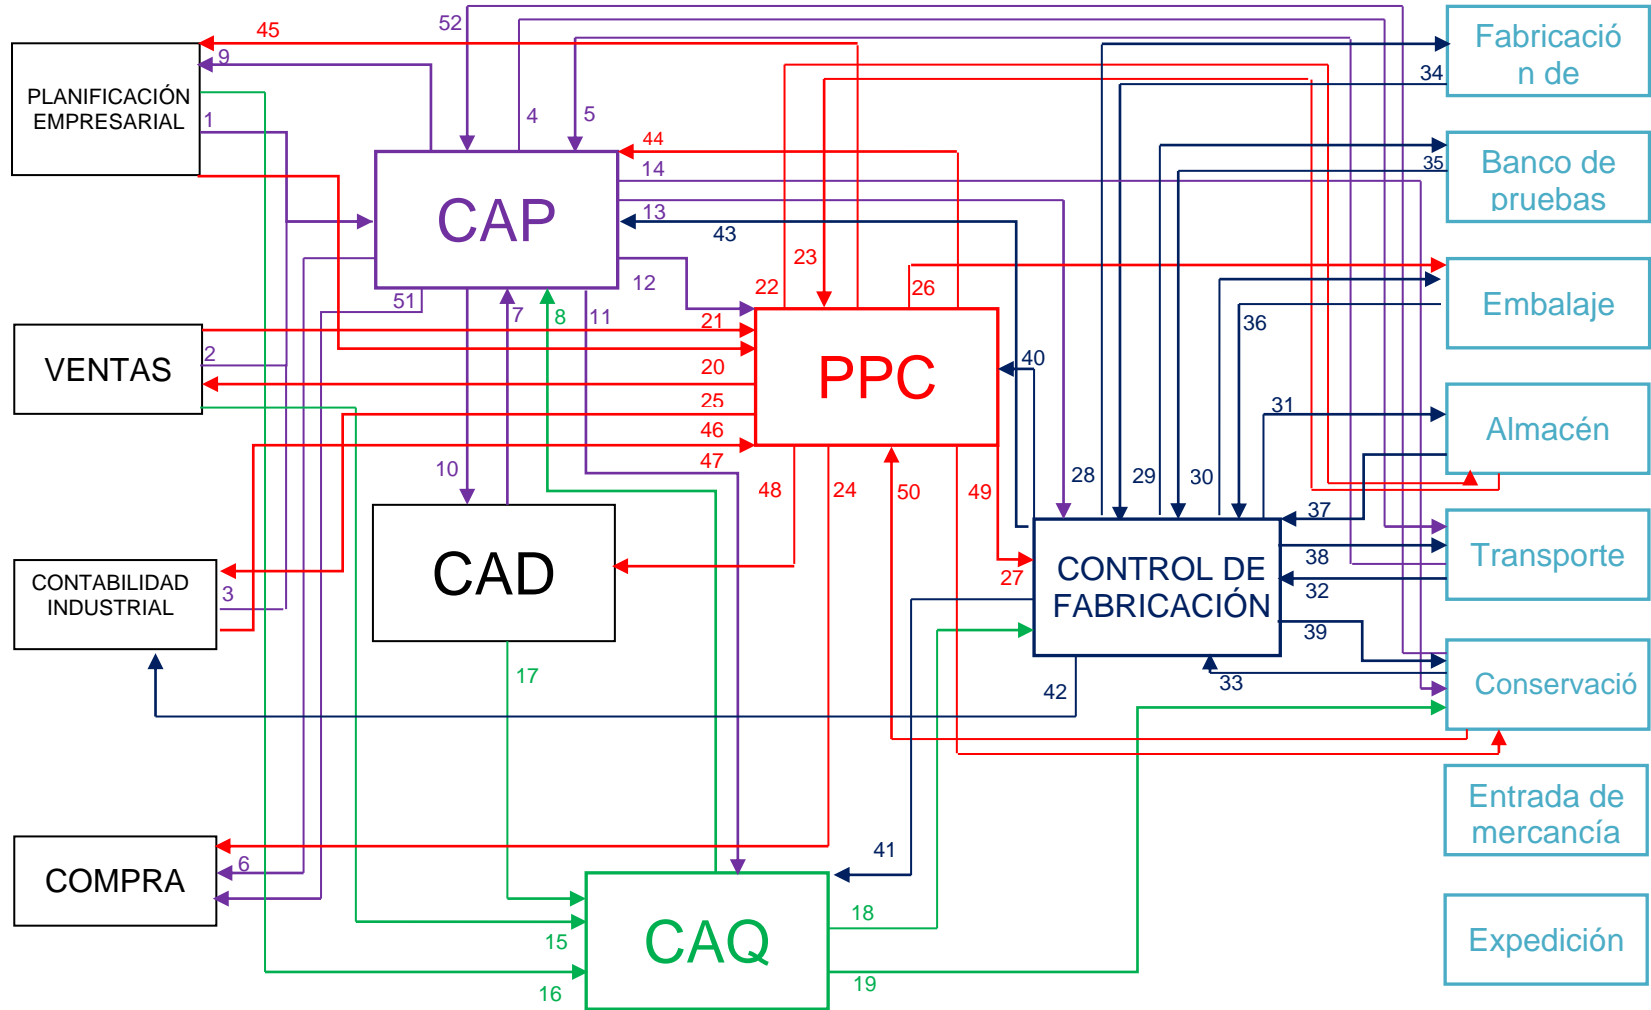 52
45
Fabricació
n de
9
34
PLANIFICACIÓN
EMPRESARIAL
1
4
5
44
14
35
Banco de
pruebas
CAP
13
43
23
12
22
26
Embalaje
51
7
8
11
21
36
2
VENTAS
20
PPC
40
25
31
46
Almacén
10
47
48
24
50
49
28
29
30
37
CAD
CONTROL DE
FABRICACIÓN
27
38
Transporte
32
CONTABILIDAD
INDUSTRIAL
3
39
17
42
33
Conservació
Entrada de
mercancía
41
6
COMPRA
18
CAQ
15
16
19
Expedición